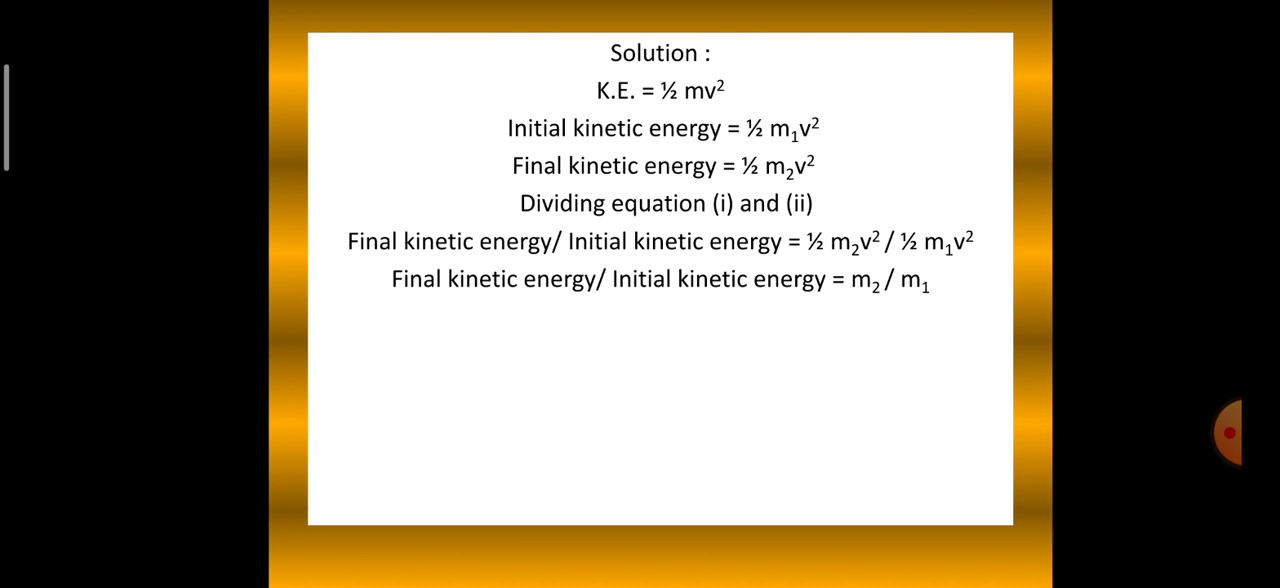 Solution :
K.E. = ½ mv²
Initial kinetic energy = ½ m₁v²
Final kinetic energy = ½ m₂v²
Dividing equation (i) and (ii)
Final kinetic energy/ Initial kinetic energy = ½ m₂v² / ½ m₁v²
Final kinetic energy/ Initial kinetic energy = m₂ / m₁